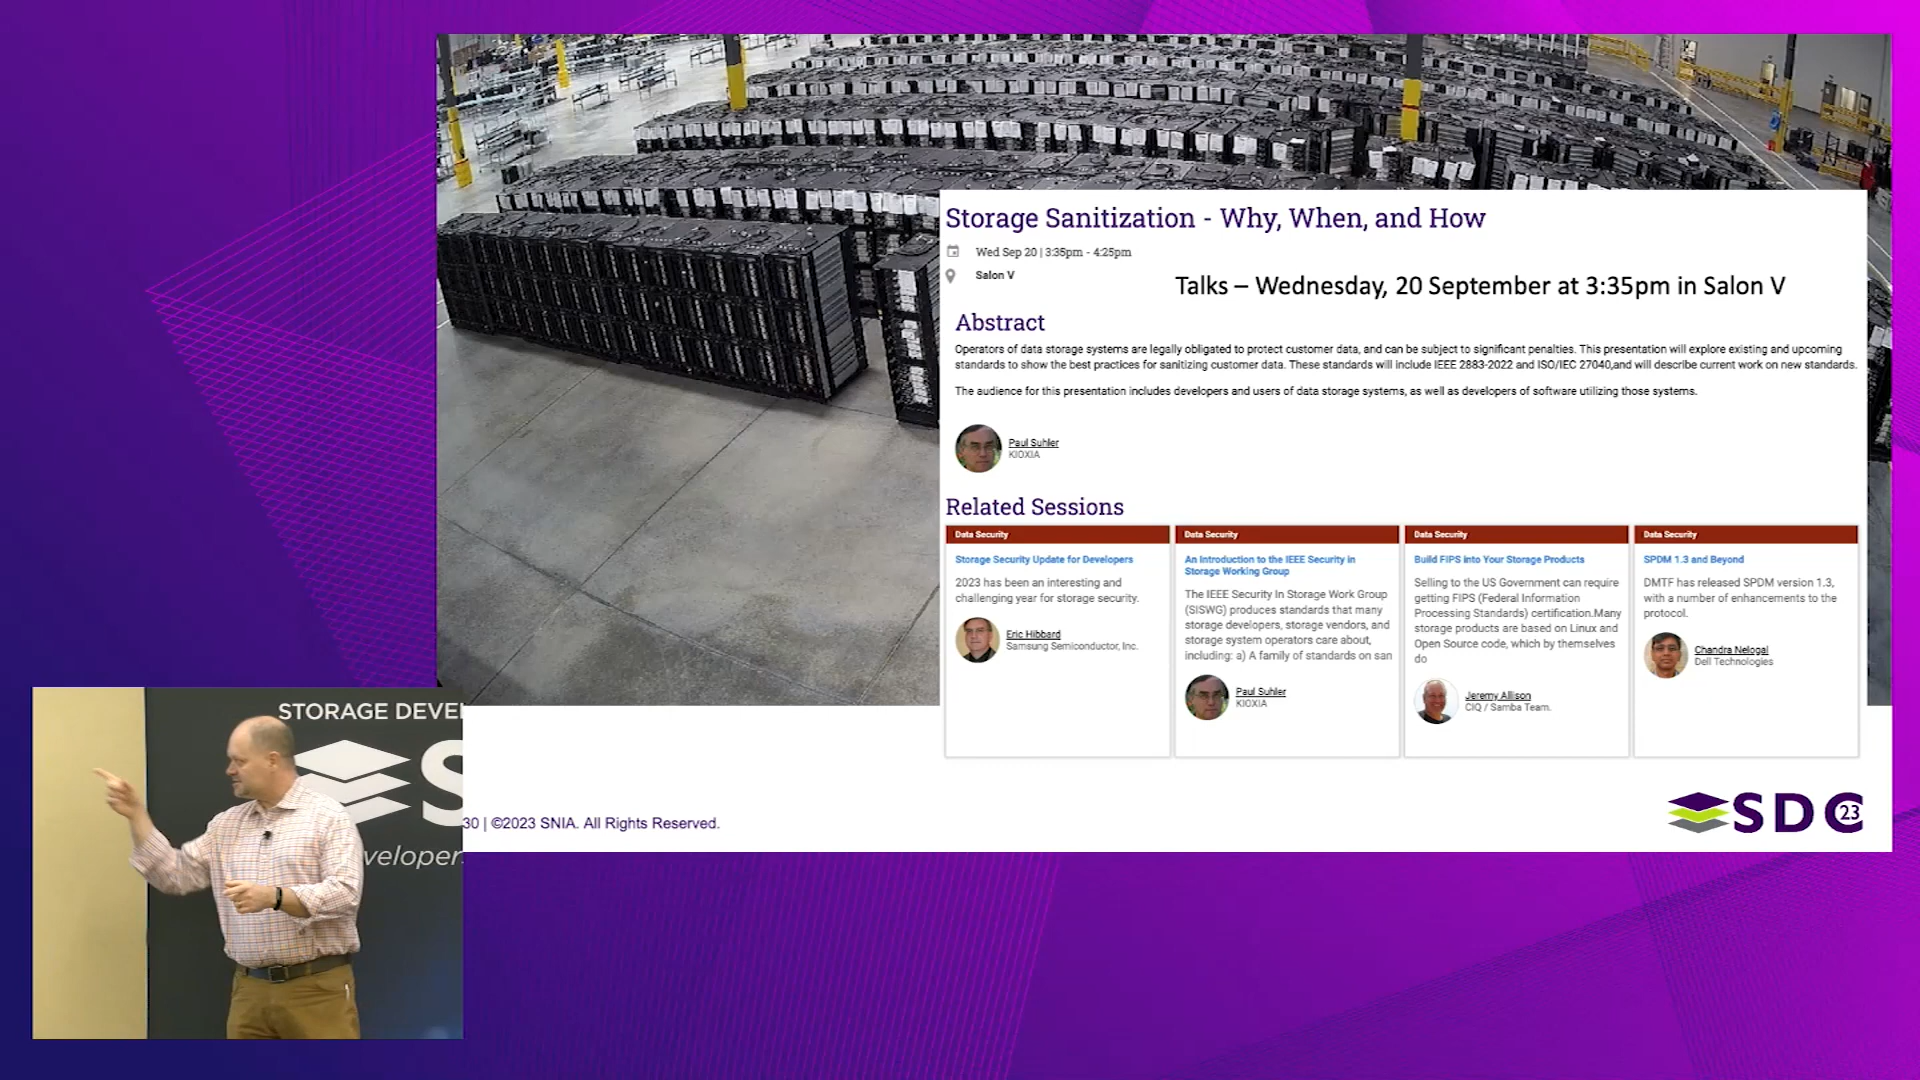 Storage Sanitization - Why, When, and How
Wed Sep 20 | 3:35pm - 4:25pm
Salon V
Talks – Wednesday, 20 September at 3:35pm in Salon V
Abstract
Operators of data storage systems are legally obligated to protect customer data, and can be subject to significant penalties. This presentation will explore existing and upcoming
standards to show the best practices for sanitizing customer data. These standards will include IEEE 2883-2022 and ISO/IEC 27040,and will describe current work on new standards.
The audience for this presentation includes developers and users of data storage systems, as well as developers of software utilizing those systems.
Paul Suhler
KIOXIA
Related Sessions
Data Security
Storage Security Update for Developers
2023 has been an interesting and
challenging year for storage security.
Eric Hibbard
Samsung Semiconductor, Inc.
Data Security
An Introduction to the IEEE Security in
Storage Working Group
The IEEE Security In Storage Work Group
(SISWG) produces standards that many
storage developers, storage vendors, and
storage system operators care about,
including: a) A family of standards on san
Paul Suhler
KIOXIA
Data Security
Build FIPS into Your Storage Products
Selling to the US Government can require
getting FIPS (Federal Information
Processing Standards) certification.Many
storage products are based on Linux and
Open Source code, which by themselves
do
Jeremy Allison
CIQ / Samba Team.
Data Security
SPDM 1.3 and Beyond
DMTF has released SPDM version 1.3,
with a number of enhancements to the
protocol.
Chandra Nelogal
Dell Technologies
STORAGE DEVEL
S
velopers
30 | ©2023 SNIA. All Rights Reserved.
SDC 23